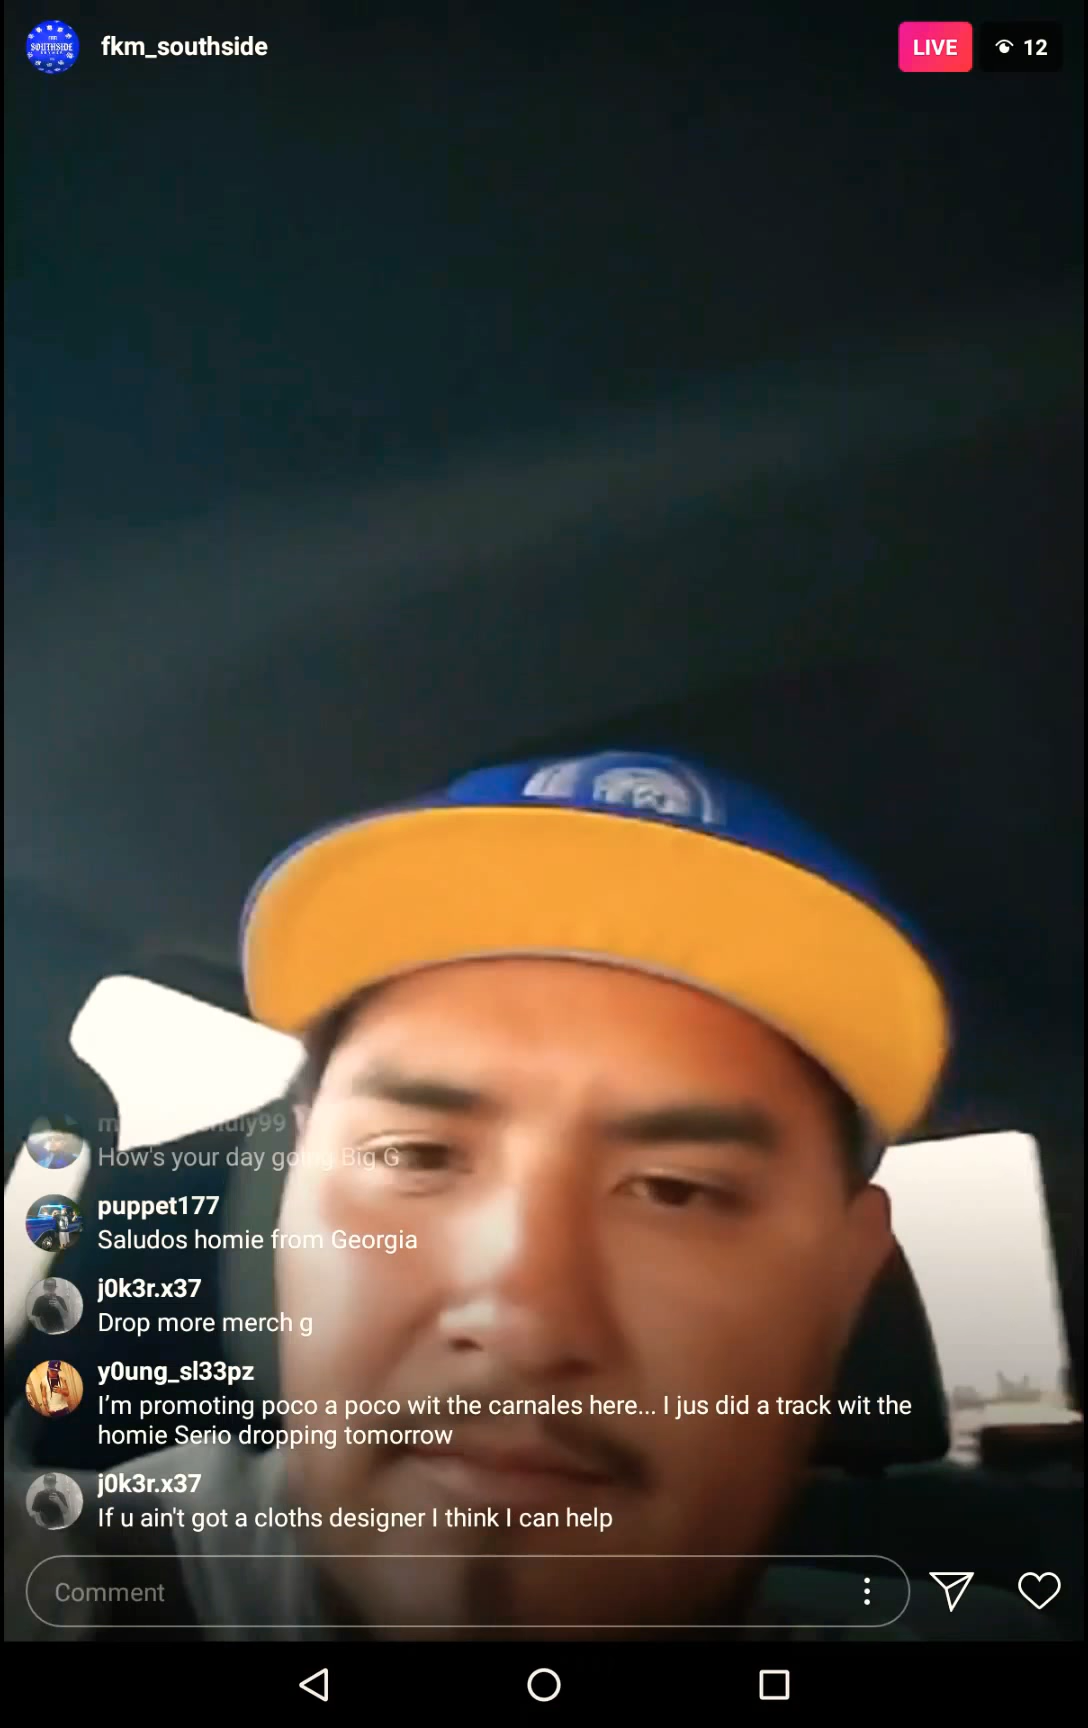 SOUTHSIDE
fkm_southside
LIVE
12
How's your day going Big G
puppet177
Saludos homie from Georgia
j0k3r.x37
Drop more merch g
y0ung_sl33pz
I’m promoting poco a poco wit the carnales here... I jus did a track wit the
homie Serio dropping tomorrow
j0k3r.x37
If u ain't got a cloths designer I think I can help
Comment